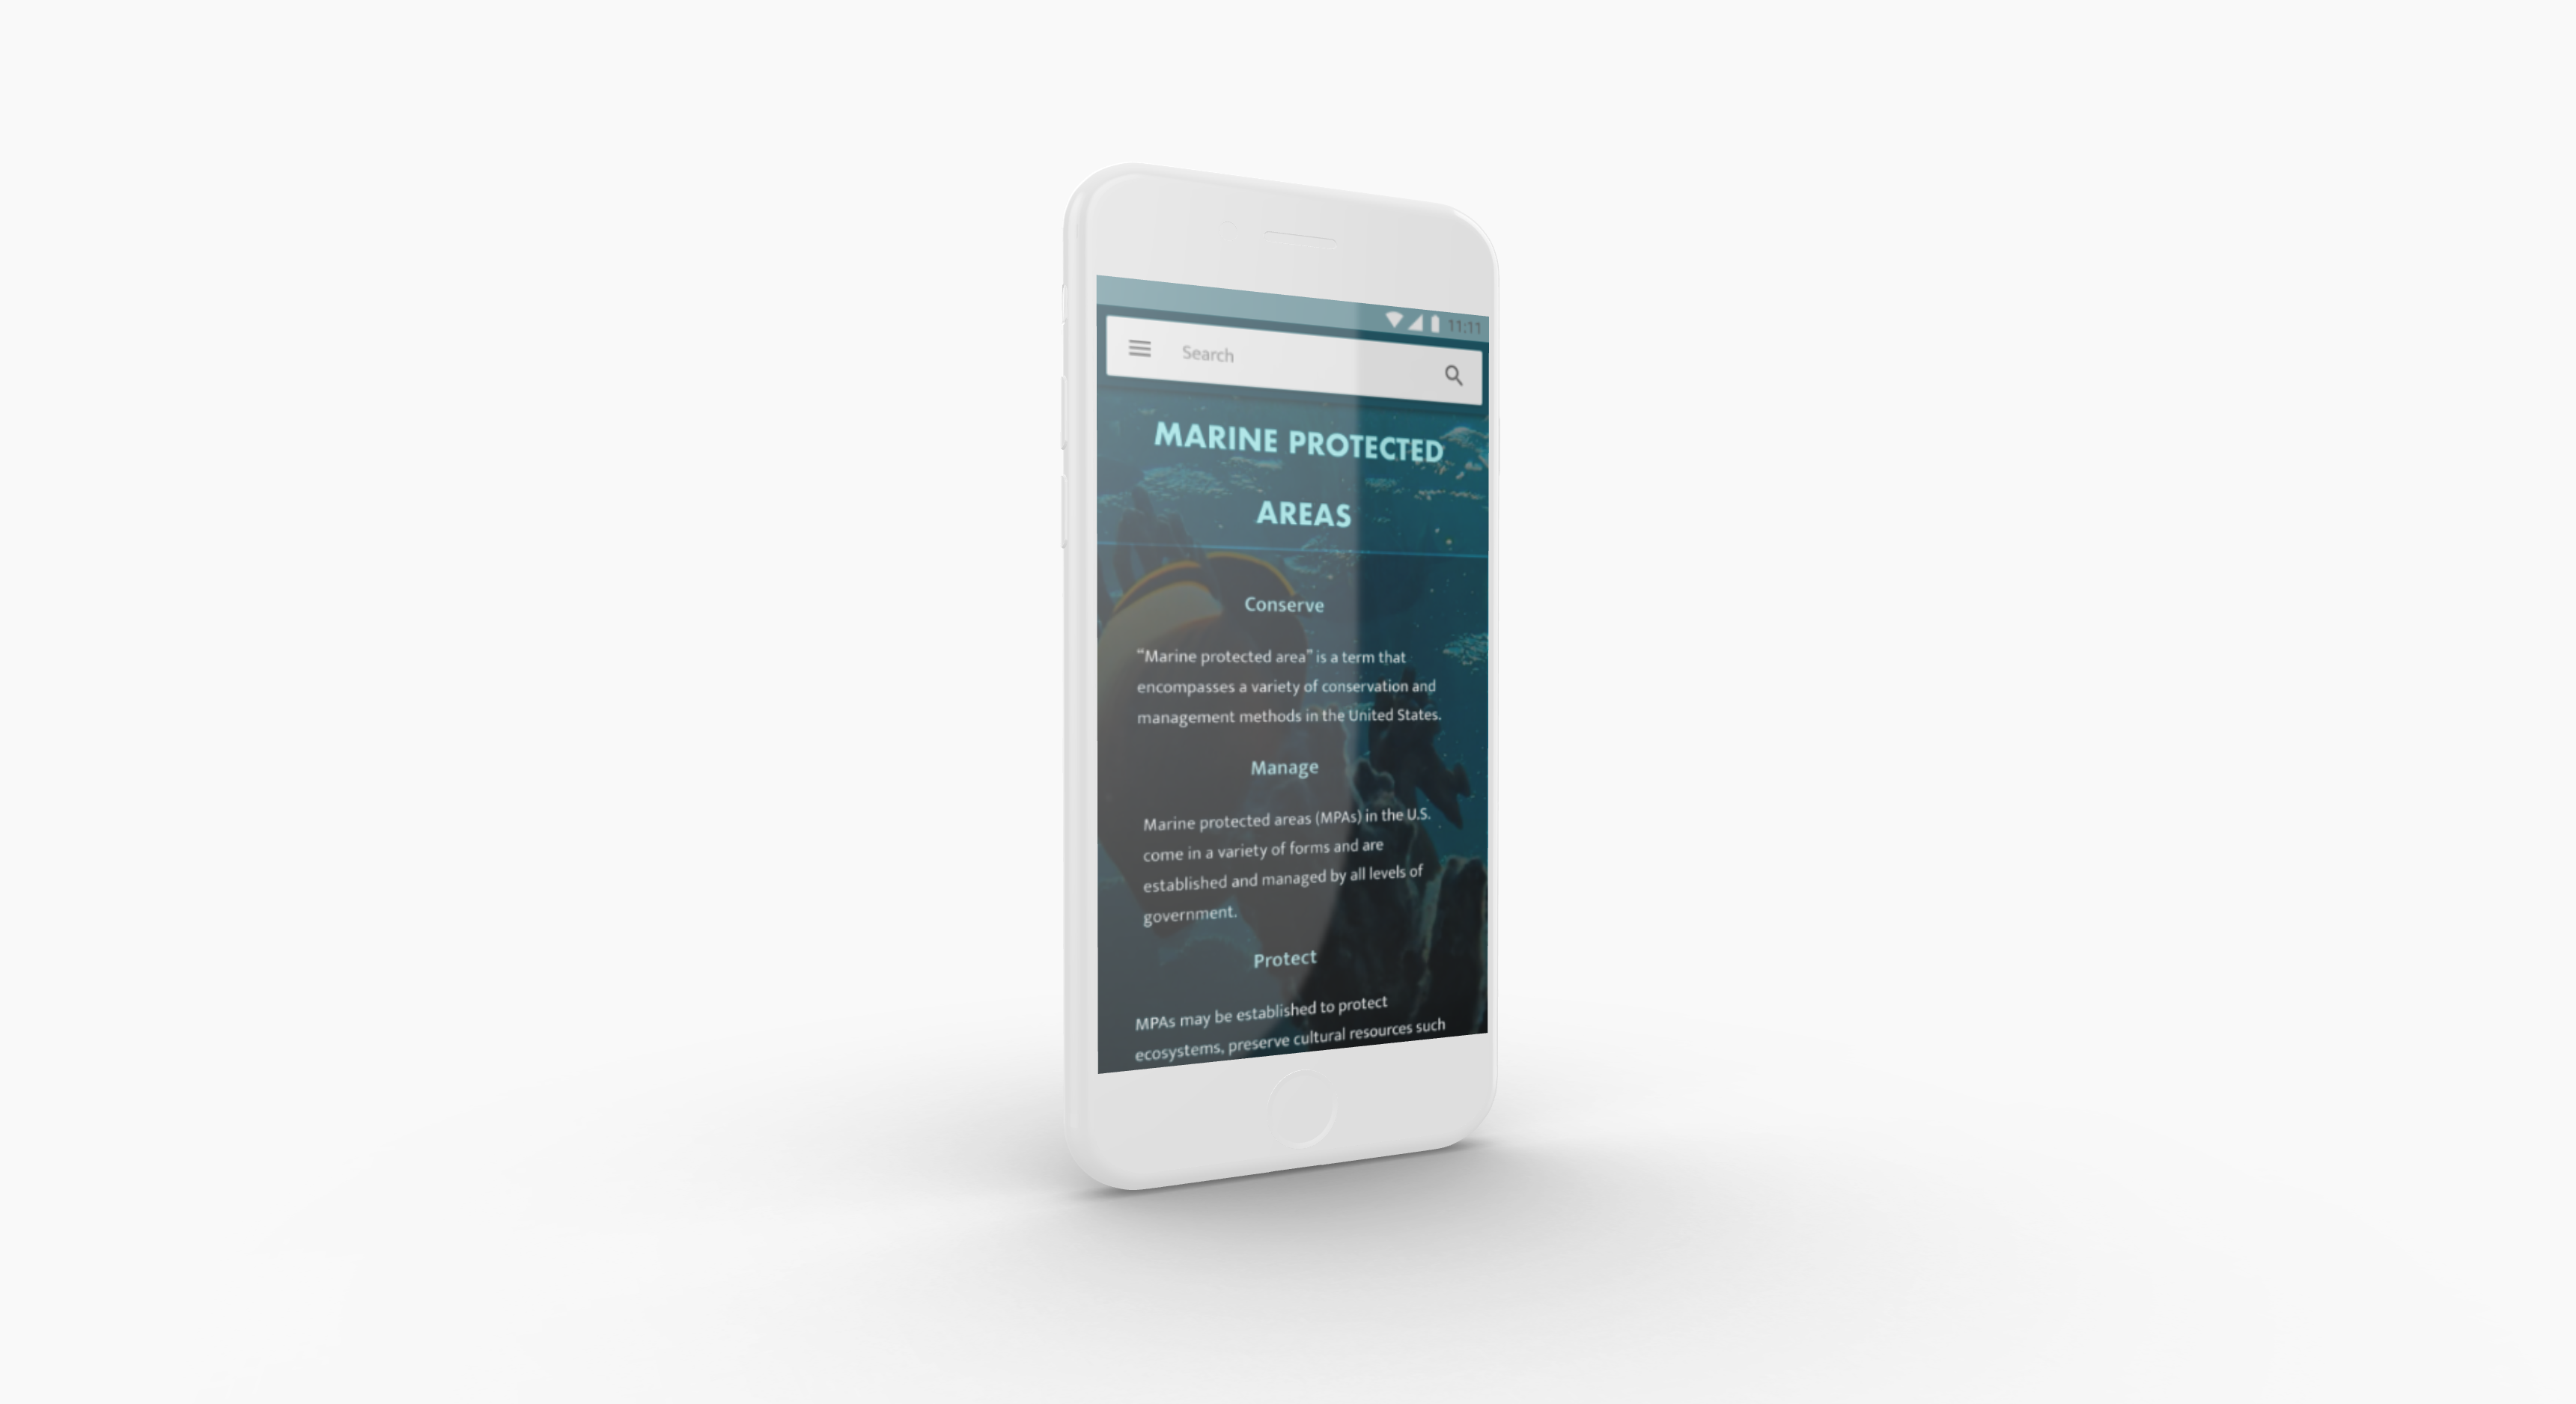 11:11
Search
MARINE PROTECTED
AREAS
Conserve
“Marine protected area” is a term that
encompasses a variety of conservation and
management methods in the United States.
Manage
Marine protected areas (MPAs) in the U.S.
come in a variety of forms and are
established and managed by all levels of
government.
Protect
MPAs may be established to protect
ecosystems, preserve cultural resources such